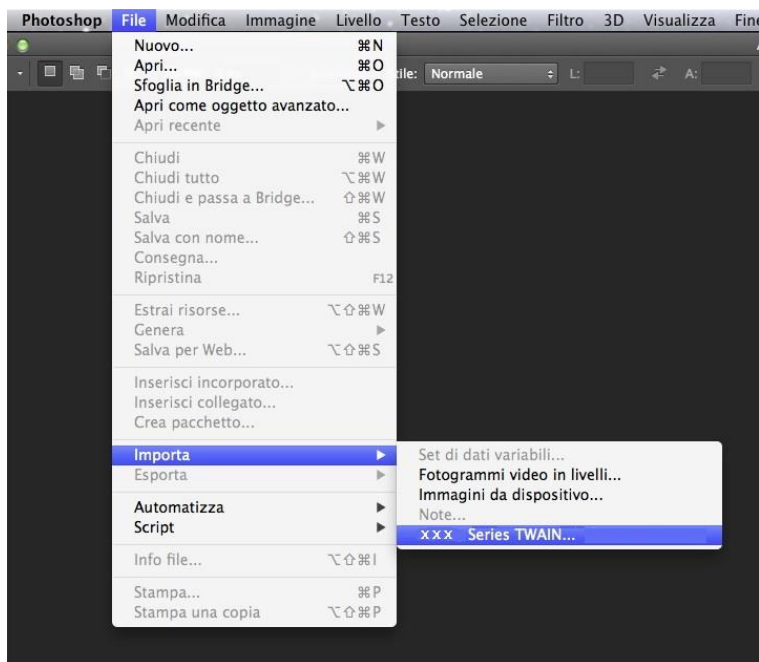 Photoshop File Modifica Immagine Livello Testo Selezione Filtro 3D Visualizza
Nuovo... ⌘N
Apri... ⌘O
Sfoglia in Bridge... ⌥⌘O
Apri come oggetto avanzato...
Apri recente
Chiudi ⌘W
Chiudi tutto ⌥⌘W
Chiudi e passa a Bridge... ⇧⌘W
Salva ⌘S
Salva con nome... ⇧⌘S
Consegna...
Ripristina F12
Estrai risorse... ⌥⇧⌘W
Genera
Salva per Web... ⌥⇧⌘S
Inserisci incorporato...
Inserisci collegato...
Crea pacchetto...
Importa
Esporta
Automatizza
Script
Info file... ⌥⇧⌘I
Stampa... ⌘P
Stampa una copia ⌥⇧⌘P
tile: Normale L: A:
Set di dati variabili...
Fotogrammi video in livelli...
Immagini da dispositivo...
Note...
XXX Series TWAIN...